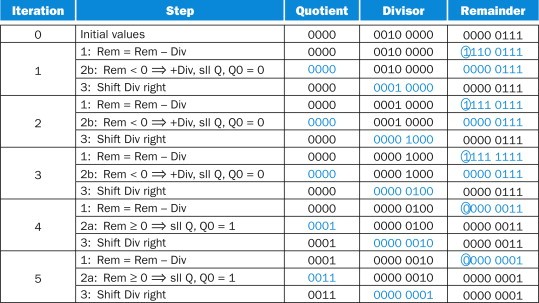 Iteration Step Quotient Divisor Remainder
0 Initial values 0000 0010 0000 0000 0111
1: Rem = Rem – Div 0000 0010 0000 1110 0111
1 2b: Rem < 0 ⟹ +Div, sll Q, Q0 = 0 0000 0010 0000 0000 0111
3: Shift Div right 0000 0001 0000 0000 0111
1: Rem = Rem – Div 0000 0001 0000 1111 0111
2 2b: Rem < 0 ⟹ +Div, sll Q, Q0 = 0 0000 0001 0000 0000 0111
3: Shift Div right 0000 0000 1000 0000 0111
1: Rem = Rem – Div 0000 0000 1000 1111 1111
3 2b: Rem < 0 ⟹ +Div, sll Q, Q0 = 0 0000 0000 1000 0000 0111
3: Shift Div right 0000 0000 0100 0000 0111
1: Rem = Rem – Div 0000 0000 0100 0000 0011
4 2a: Rem ≥ 0 ⟹ sll Q, Q0 = 1 0001 0000 0100 0000 0011
3: Shift Div right 0001 0000 0010 0000 0011
1: Rem = Rem – Div 0001 0000 0010 0000 0001
5 2a: Rem ≥ 0 ⟹ sll Q, Q0 = 1 0011 0000 0010 0000 0001
3: Shift Div right 0011 0000 0001 0000 0001